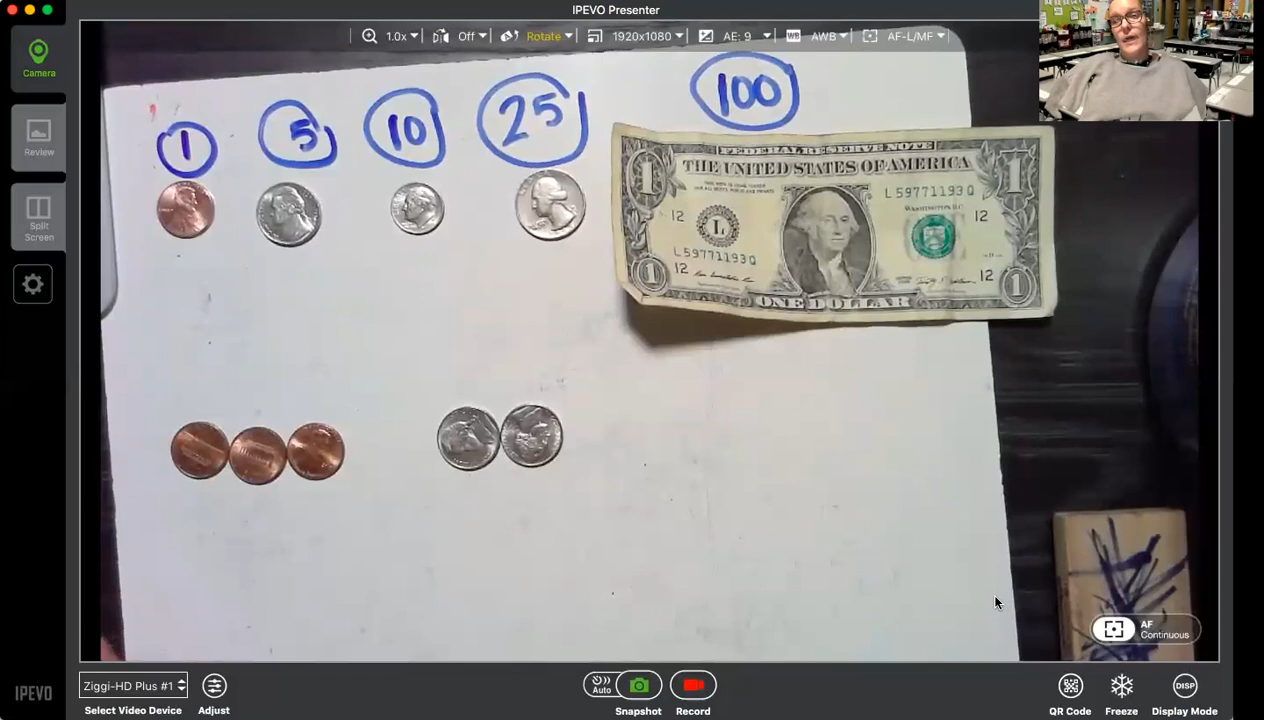 IPEVO Presenter
1.0x
Off
Rotate
1920x1080
AE: 9
WB
AWB
AF-L/MF
Camera
Review
Split
Screen
1
5
10
25
100
FEDERAL RESERVE NOTE
THE UNITED STATES OF AMERICA
L 59771193 Q
WASHINGTON, D.C.
12
12
L
L 59771193 Q
12
12
1
1
1
1
ONE DOLLAR
AF
Continuous
IPEVO
Ziggi-HD Plus #1
Select Video Device
Adjust
Auto
Snapshot
Record
QR Code
Freeze
DISP
Display Mode